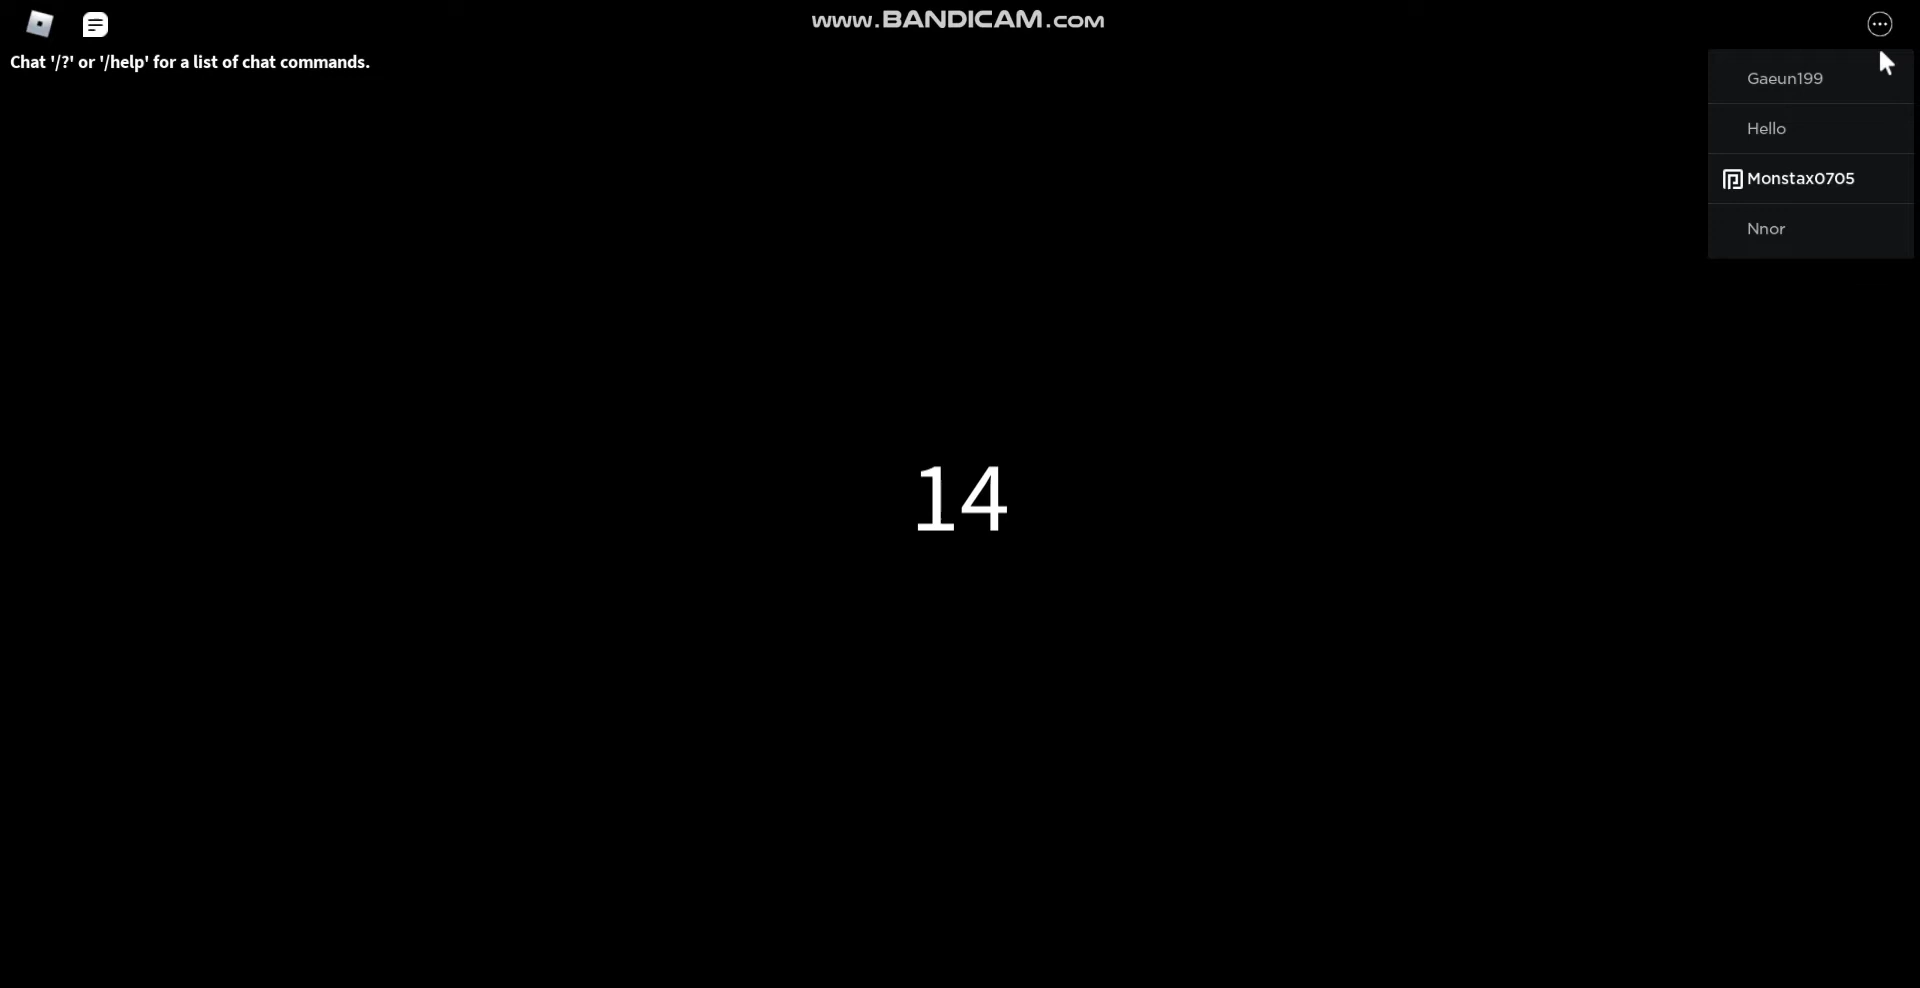 www.BANDICAM.com
Chat '/?' or '/help' for a list of chat commands.
Gaeun199
Hello
Monstax0705
Nnor
14